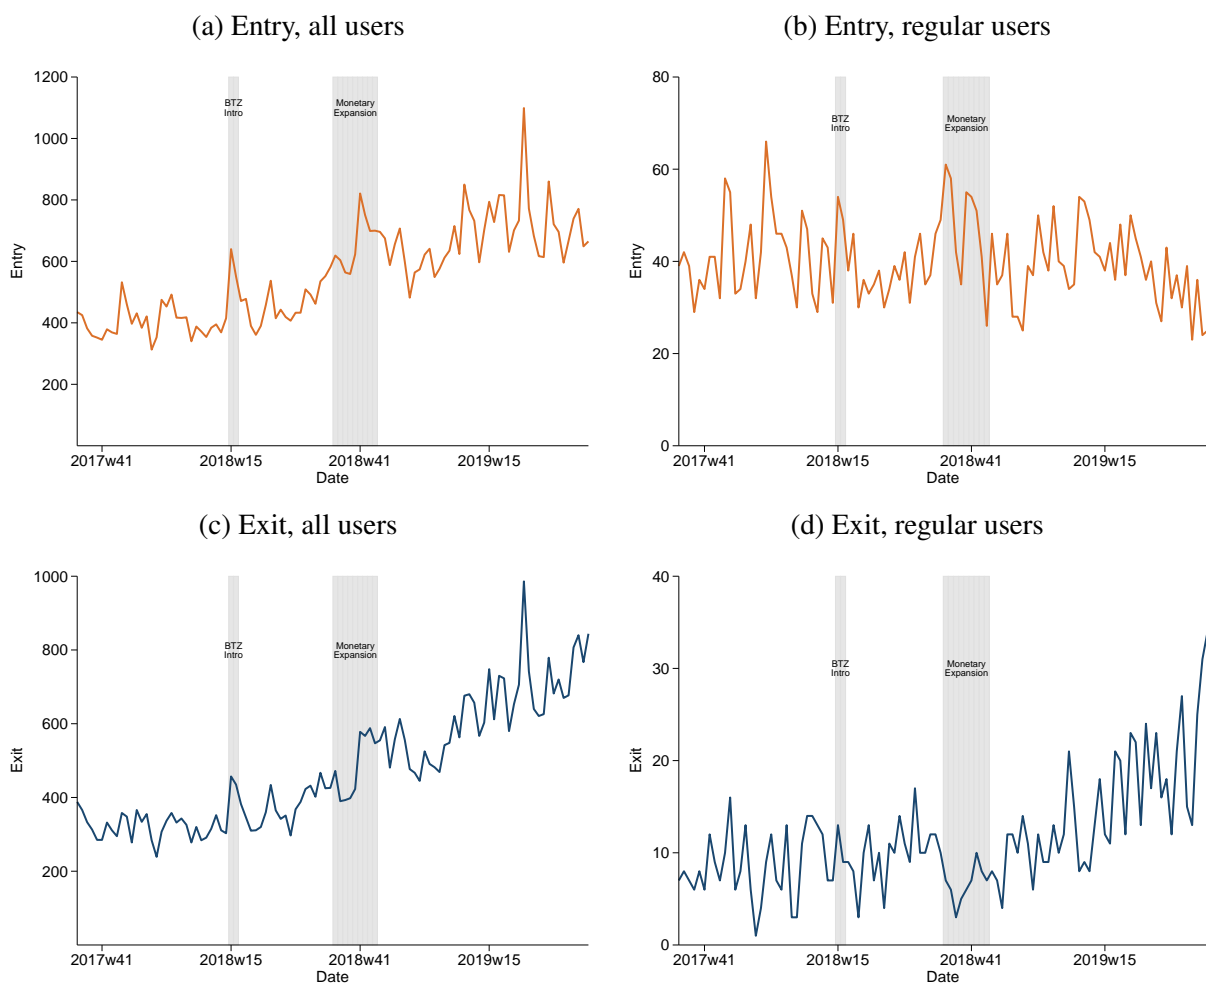 (a) Entry, all users
1200
1000
800
600
400
200
Entry
BTZ
Intro
Monetary
Expansion
2017w41
2018w15
2018w41
2019w15
Date
(b) Entry, regular users
80
60
40
20
0
Entry
BTZ
Intro
Monetary
Expansion
2017w41
2018w15
2018w41
2019w15
Date
(c) Exit, all users
1000
800
600
400
200
Exit
BTZ
Intro
Monetary
Expansion
2017w41
2018w15
2018w41
2019w15
Date
(d) Exit, regular users
40
30
20
10
0
Exit
BTZ
Intro
Monetary
Expansion
2017w41
2018w15
2018w41
2019w15
Date